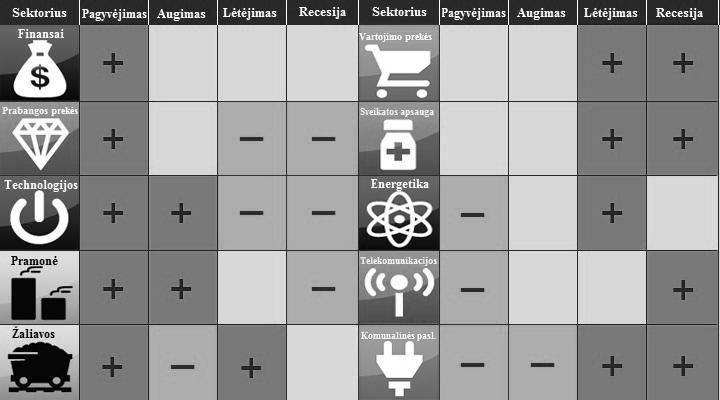 Sektorius Pagyvėjimas Augimas Lėtėjimas Recesija Sektorius Pagyvėjimas Augimas Lėtėjimas Recesija
Finansai + Vartojimo prekės + +
$
Prabangos prekės + − − Sveikatos apsauga + +
Technologijos + + − − Energetika − +
Pramonė + + − Telekomunikacijos − +
Žaliavos + − + Komunalinės pasl. − − + +